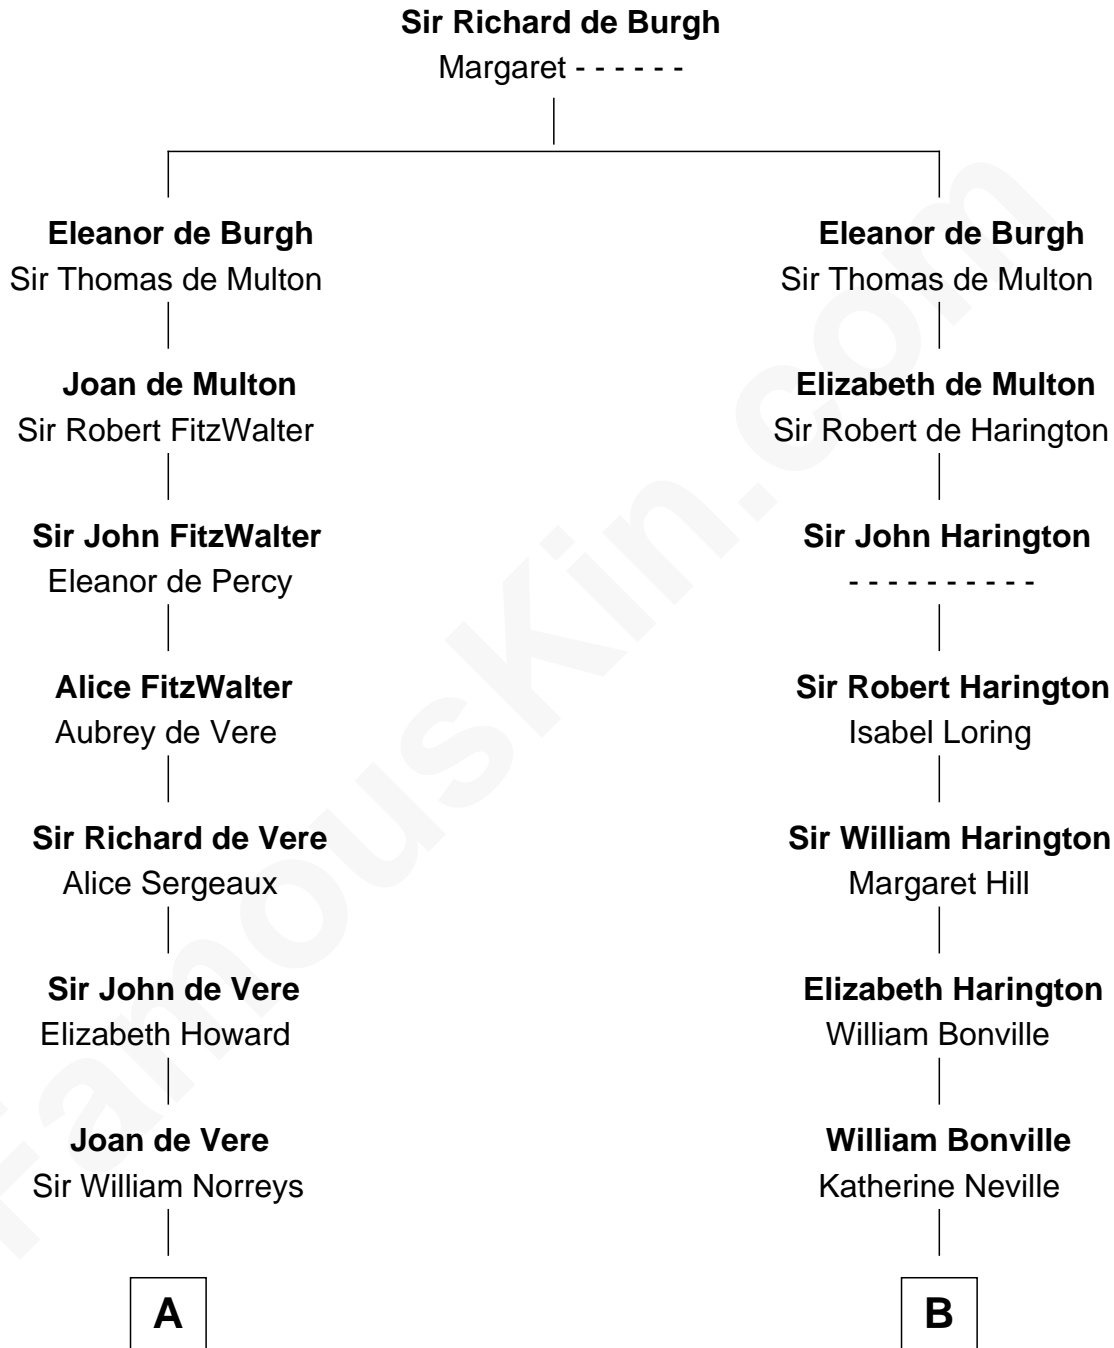 Sir Richard de Burgh
Margaret - - - - - -
Eleanor de Burgh
Sir Thomas de Multon
Eleanor de Burgh
Sir Thomas de Multon
Joan de Multon
Sir Robert FitzWalter
Elizabeth de Multon
Sir Robert de Harington
Sir John FitzWalter
Eleanor de Percy
Sir John Harington
- - - - - - - - - -
Alice FitzWalter
Aubrey de Vere
Sir Robert Harington
Isabel Loring
Sir Richard de Vere
Alice Sergeaux
Sir William Harington
Margaret Hill
Sir John de Vere
Elizabeth Howard
Elizabeth Harington
William Bonville
Joan de Vere
Sir William Norreys
William Bonville
Katherine Neville
A
B
FamousKin.com